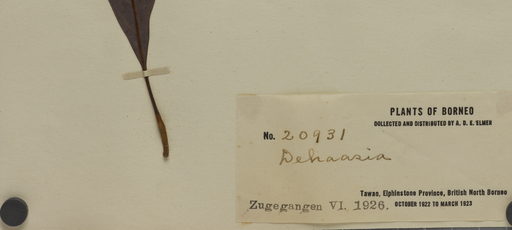 PLANTS OF BORNEO
COLLECTED AND DISTRIBUTED BY A. D. E. ELMER
No. 20931
Dehaasia
Tawao, Elphinstone Province, British North Borneo
Zugegangen VI. 1926. OCTOBER 1922 TO MARCH 1923